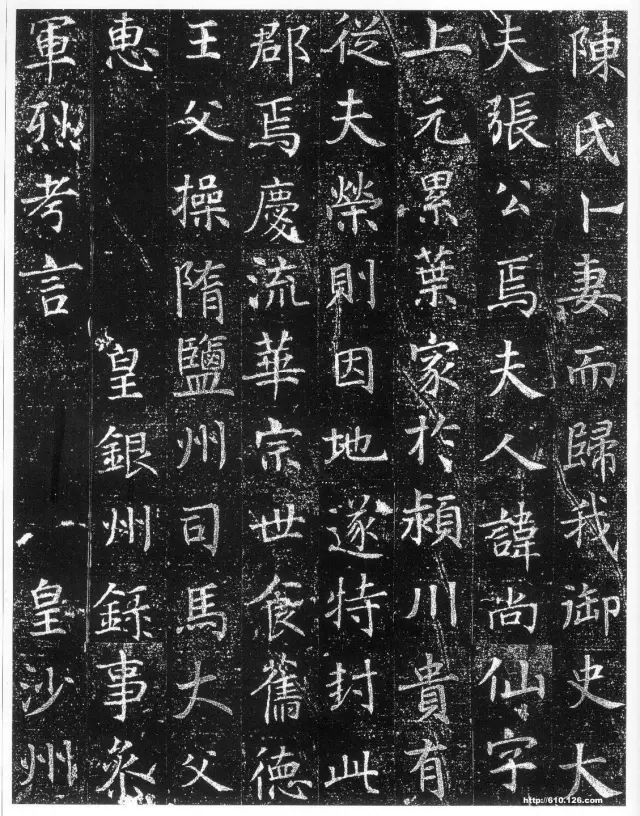 陳氏卜妻而歸我御史大
夫張公焉夫人諱尚仙字
上元累葉家於潁川貴有
從夫榮則因地遂特封此
郡焉慶流華宗世食舊德
王父操隋鹽州司馬大父
惠 皇銀州錄事參
軍烈考言 皇沙州
http://610.126.com